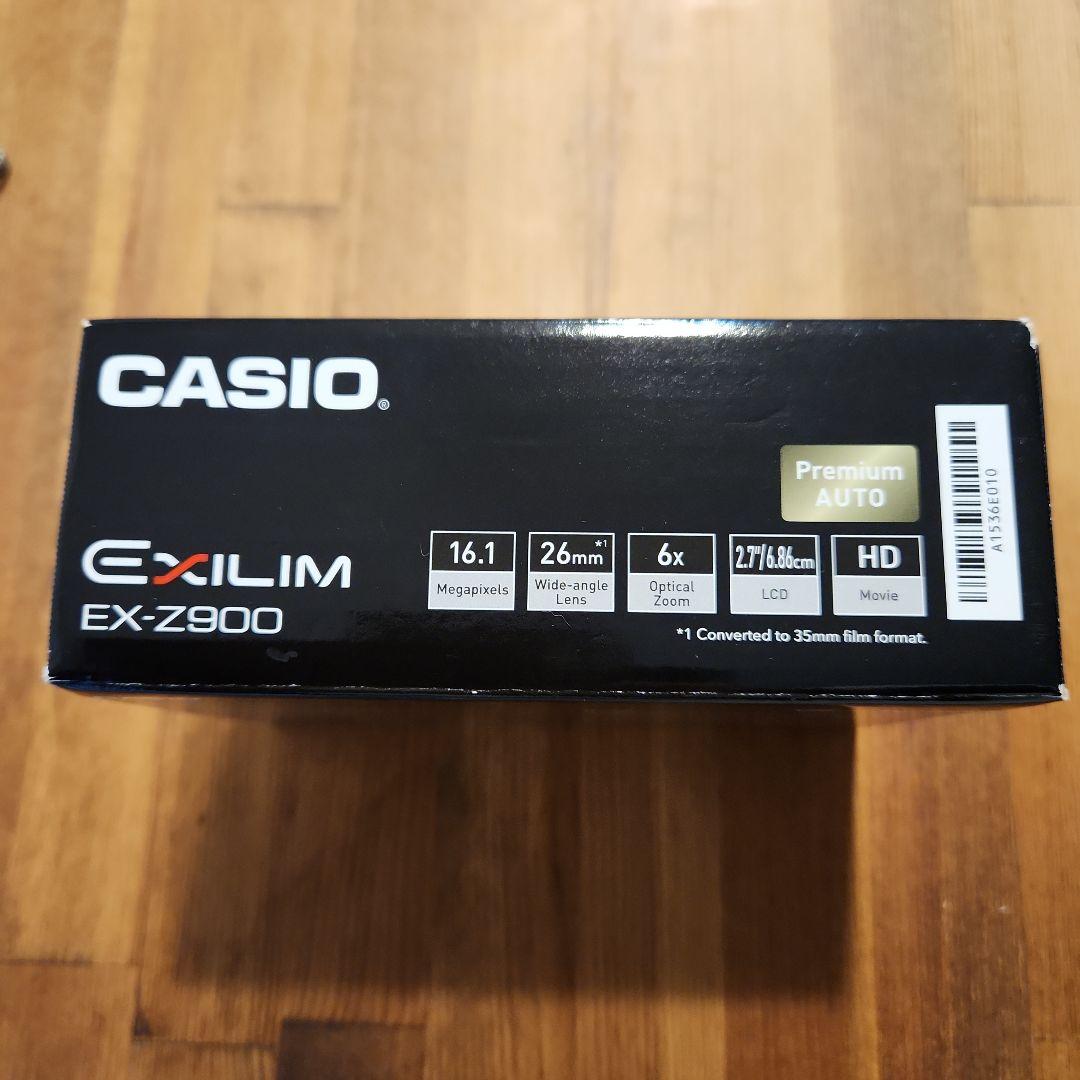 CASIO®
Premium
AUTO
EXILIM
EX-Z900
16.1
Megapixels
26mm*1
Wide-angle
Lens
6x
Optical
Zoom
2.7"/6.86cm
LCD
HD
Movie
*1 Converted to 35mm film format.
A1536E010